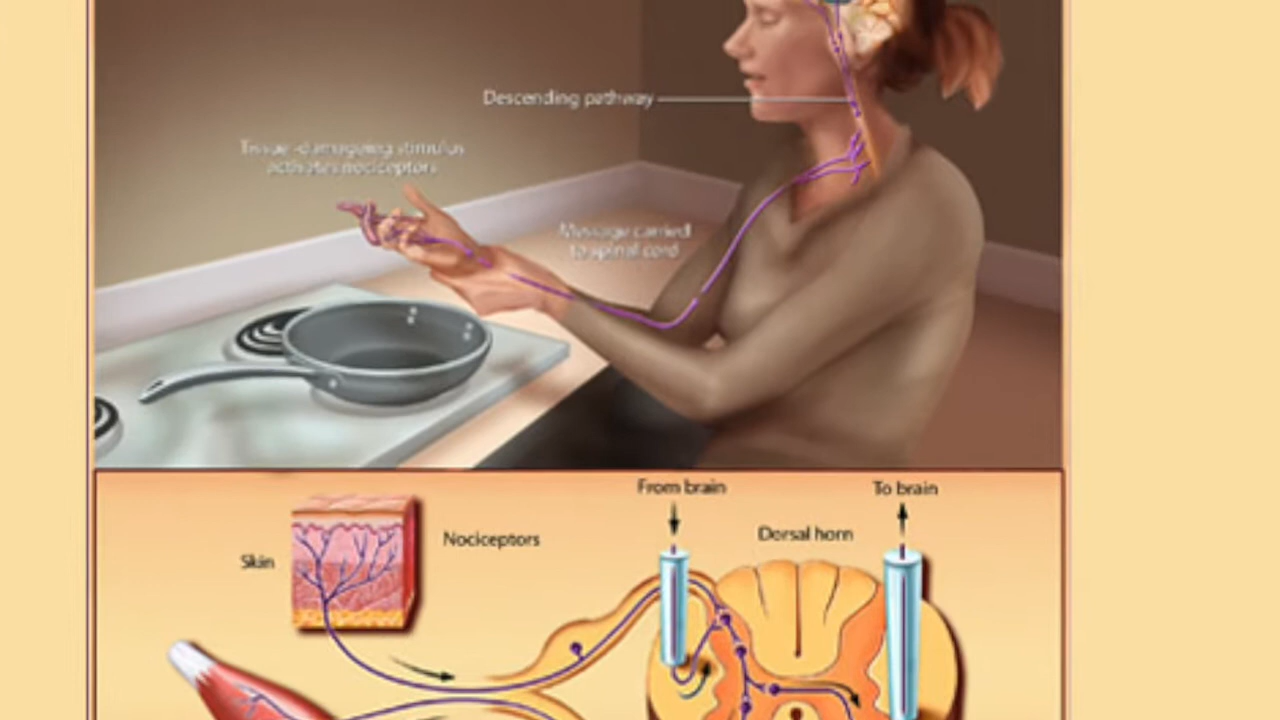 Descending pathway
Tissue-damageing stimulus
activates nociceptors
Message carried
to spinal cord
From brain
To brain
Dorsal horn
Nociceptors
Skin